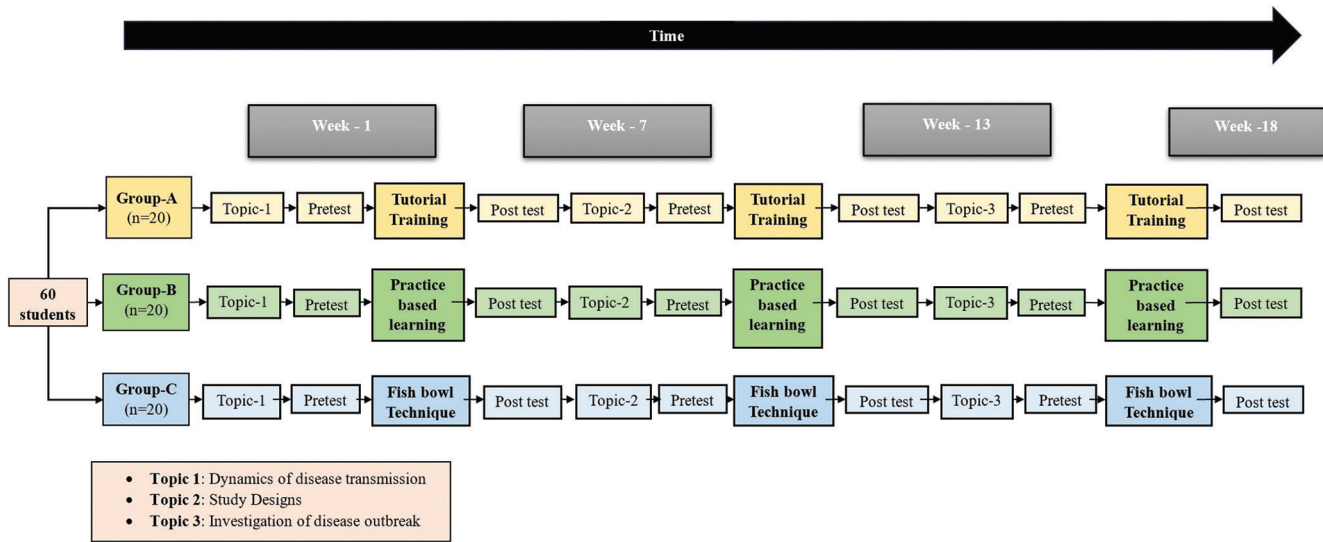 Time
Week - 1
Week - 7
Week - 13
Week -18
60
students
Group-A
(n=20)
Topic-1
Pretest
Tutorial
Training
Post test
Topic-2
Pretest
Tutorial
Training
Post test
Topic-3
Pretest
Tutorial
Training
Post test
Group-B
(n=20)
Topic-1
Pretest
Practice
based
learning
Post test
Topic-2
Pretest
Practice
based
learning
Post test
Topic-3
Pretest
Practice
based
learning
Post test
Group-C
(n=20)
Topic-1
Pretest
Fish bowl
Technique
Post test
Topic-2
Pretest
Fish bowl
Technique
Post test
Topic-3
Pretest
Fish bowl
Technique
Post test
• Topic 1: Dynamics of disease transmission
• Topic 2: Study Designs
• Topic 3: Investigation of disease outbreak